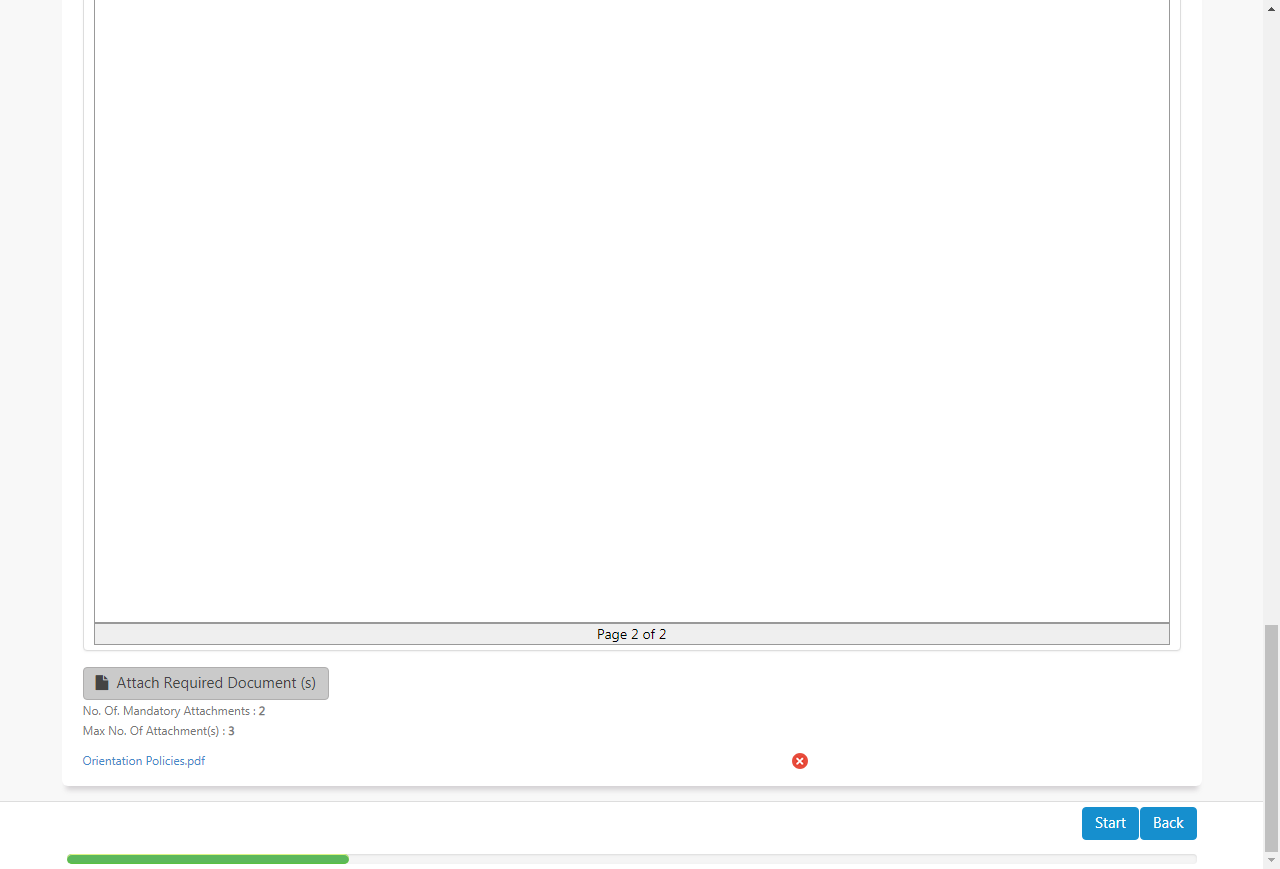 Page 2 of 2
Attach Required Document (s)
No. Of. Mandatory Attachments : 2
Max No. Of Attachment(s) : 3
Orientation Policies.pdf
Start
Back